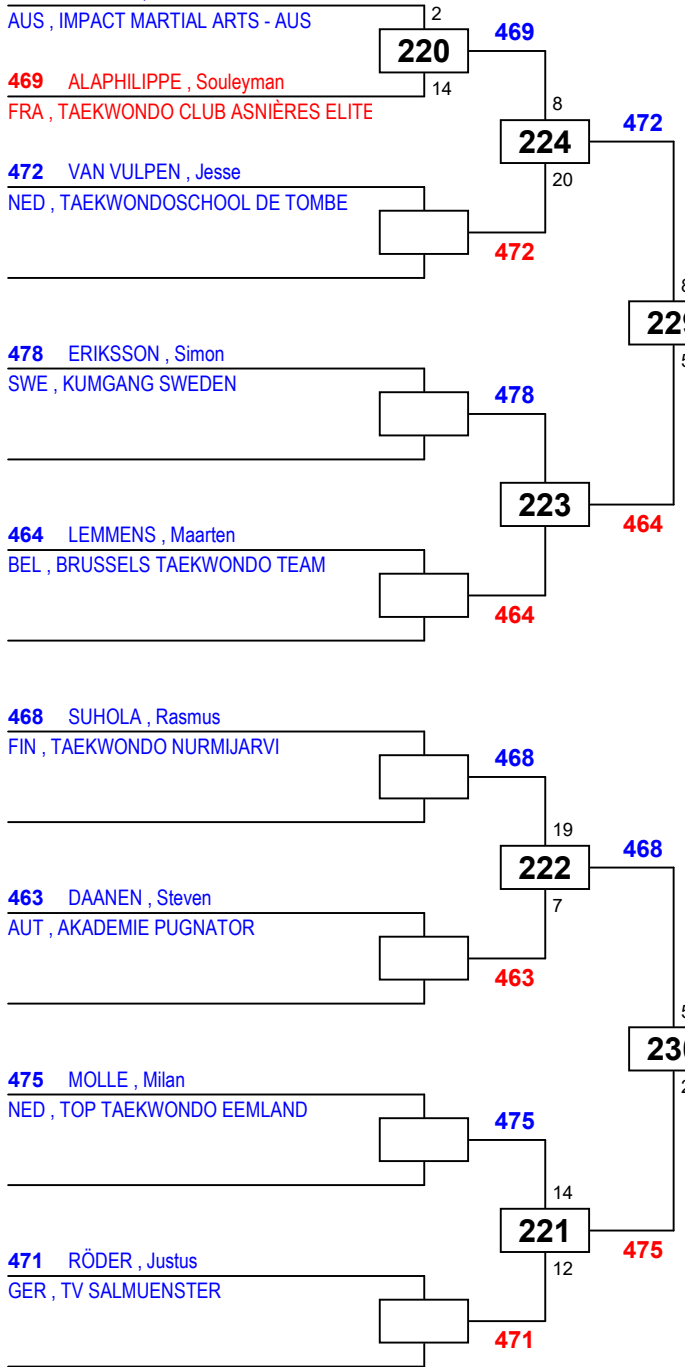 AUS , IMPACT MARTIAL ARTS - AUS
2
220
469
14
469 ALAPHILIPPE , Souleyman
FRA , TAEKWONDO CLUB ASNIÈRES ELITE
8
224
472
20
472 VAN VULPEN , Jesse
NED , TAEKWONDOSCHOOL DE TOMBE
472
478 ERIKSSON , Simon
SWE , KUMGANG SWEDEN
478
223
464
464 LEMMENS , Maarten
BEL , BRUSSELS TAEKWONDO TEAM
464
468 SUHOLA , Rasmus
FIN , TAEKWONDO NURMIJARVI
468
19
222
468
7
463 DAANEN , Steven
AUT , AKADEMIE PUGNATOR
463
475 MOLLE , Milan
NED , TOP TAEKWONDO EEMLAND
475
14
221
475
12
471 RÖDER , Justus
GER , TV SALMUENSTER
471